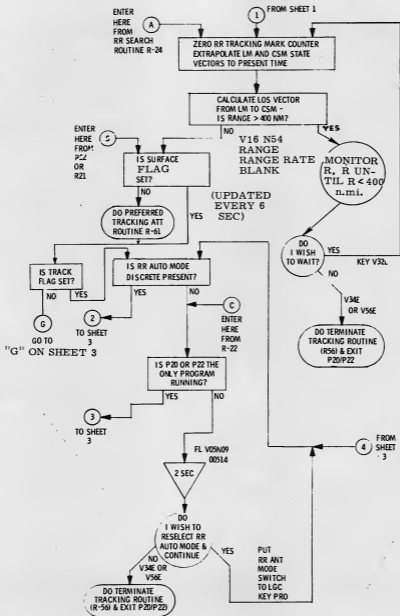 ENTER
HERE
FROM
RR SEARCH
ROUTINE R-24
A
1
FROM SHEET 1
ZERO RR TRACKING MARK COUNTER
EXTRAPOLATE LM AND CSM STATE
VECTORS TO PRESENT TIME
CALCULATE LOS VECTOR
FROM LM TO CSM -
IS RANGE > 400 NM?
NO
YES
V16 N54
RANGE
RANGE RATE
BLANK
(UPDATED
EVERY 6
SEC)
MONITOR
R, R UN-
TIL R < 400
n.mi.
ENTER
HERE
FROM
OR
R21
IS SURFACE
FLAG
SET?
NO
YES
DO PREFERRED
TRACKING ATT
ROUTINE R-61
DO
I WISH
TO WAIT?
YES
KEY V32E
NO
V34E
OR V56E
DO TERMINATE
TRACKING ROUTINE
(R56) & EXIT
P20/P22
IS TRACK
FLAG SET?
NO
YES
G
GO TO
"G" ON SHEET 3
IS RR AUTO MODE
DISCRETE PRESENT?
YES
NO
2
TO SHEET
3
C
ENTER
HERE
FROM
R-22
IS P20 OR P22 THE
ONLY PROGRAM
RUNNING?
YES
NO
3
TO SHEET
3
4
FROM
SHEET
3
FL V05N09
00514
2 SEC
DO
I WISH TO
RESELECT RR
AUTO MODE &
CONTINUE
NO
V34E OR
V56E
YES
PUT
RR ANT
MODE
SWITCH
TO LGC
KEY PRO
DO TERMINATE
TRACKING ROUTINE
(R-56) & EXIT P20/P22)